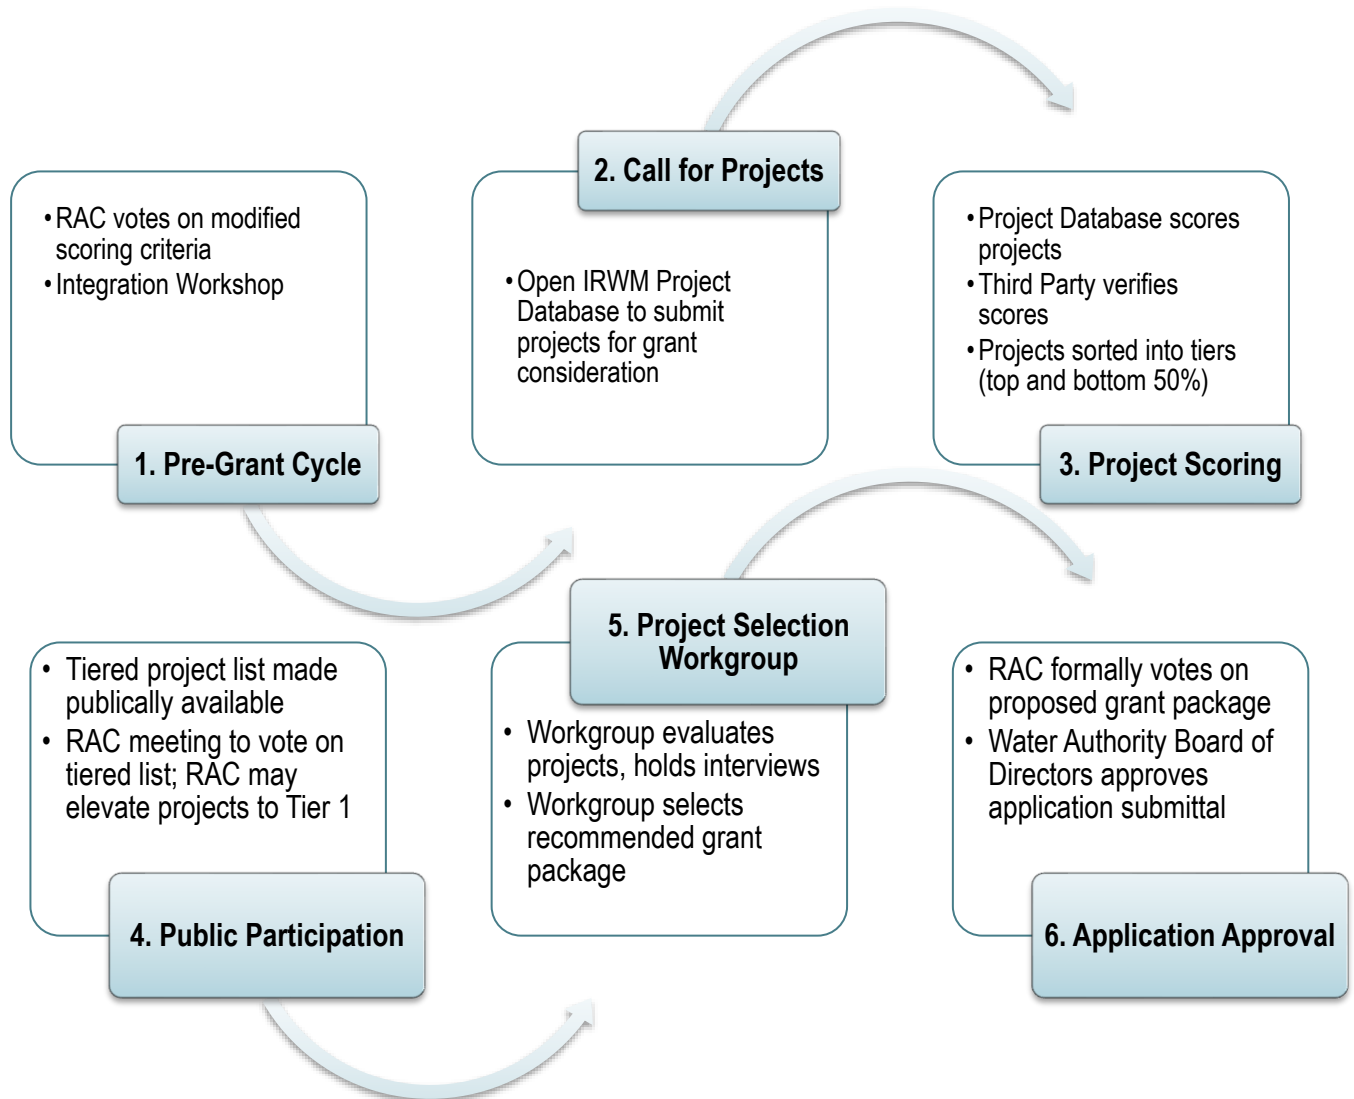 • RAC votes on modified
scoring criteria
• Integration Workshop
1. Pre-Grant Cycle
2. Call for Projects
• Open IRWM Project
Database to submit
projects for grant
consideration
• Project Database scores
projects
• Third Party verifies
scores
• Projects sorted into tiers
(top and bottom 50%)
3. Project Scoring
• Tiered project list made
publically available
• RAC meeting to vote on
tiered list; RAC may
elevate projects to Tier 1
4. Public Participation
5. Project Selection
Workgroup
• Workgroup evaluates
projects, holds interviews
• Workgroup selects
recommended grant
package
• RAC formally votes on
proposed grant package
• Water Authority Board of
Directors approves
application submittal
6. Application Approval